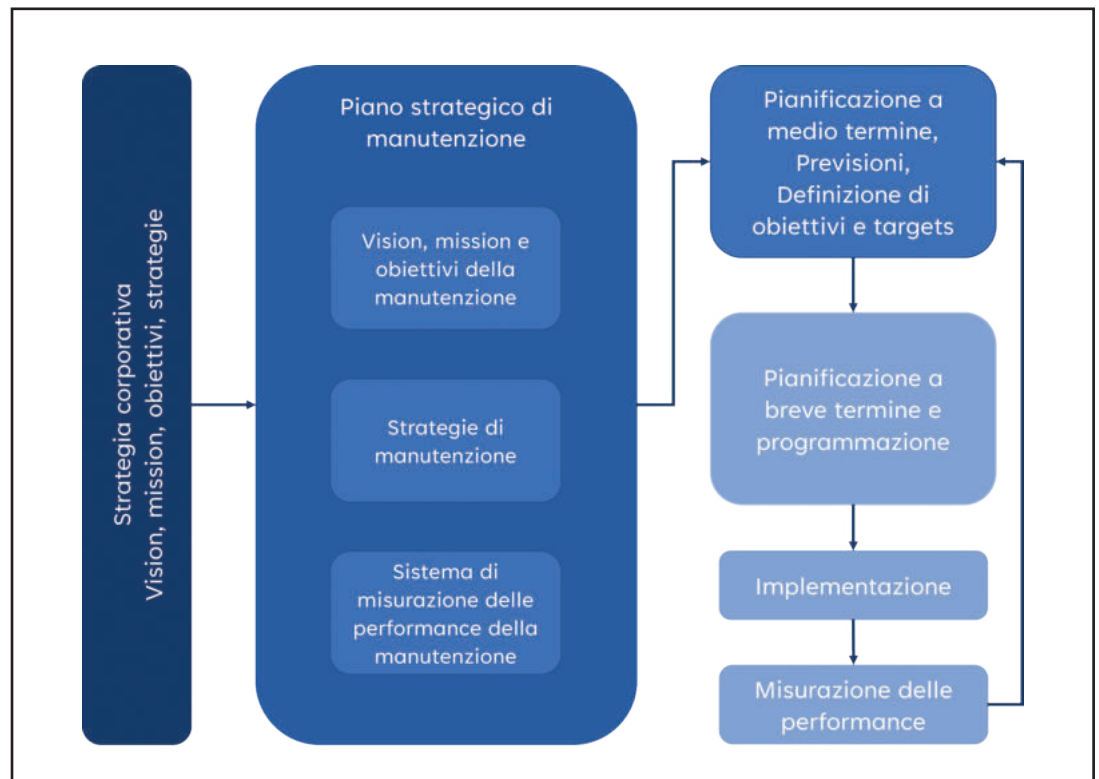 Strategia corporativa
Vision, mission, obiettivi, strategie
Piano strategico di
manutenzione
Vision, mission e
obiettivi della
manutenzione
Strategie di
manutenzione
Sistema di
misurazione delle
performance della
manutenzione
Pianificazione a
medio termine,
Previsioni,
Definizione di
obiettivi e targets
Pianificazione a
breve termine e
programmazione
Implementazione
Misurazione delle
performance